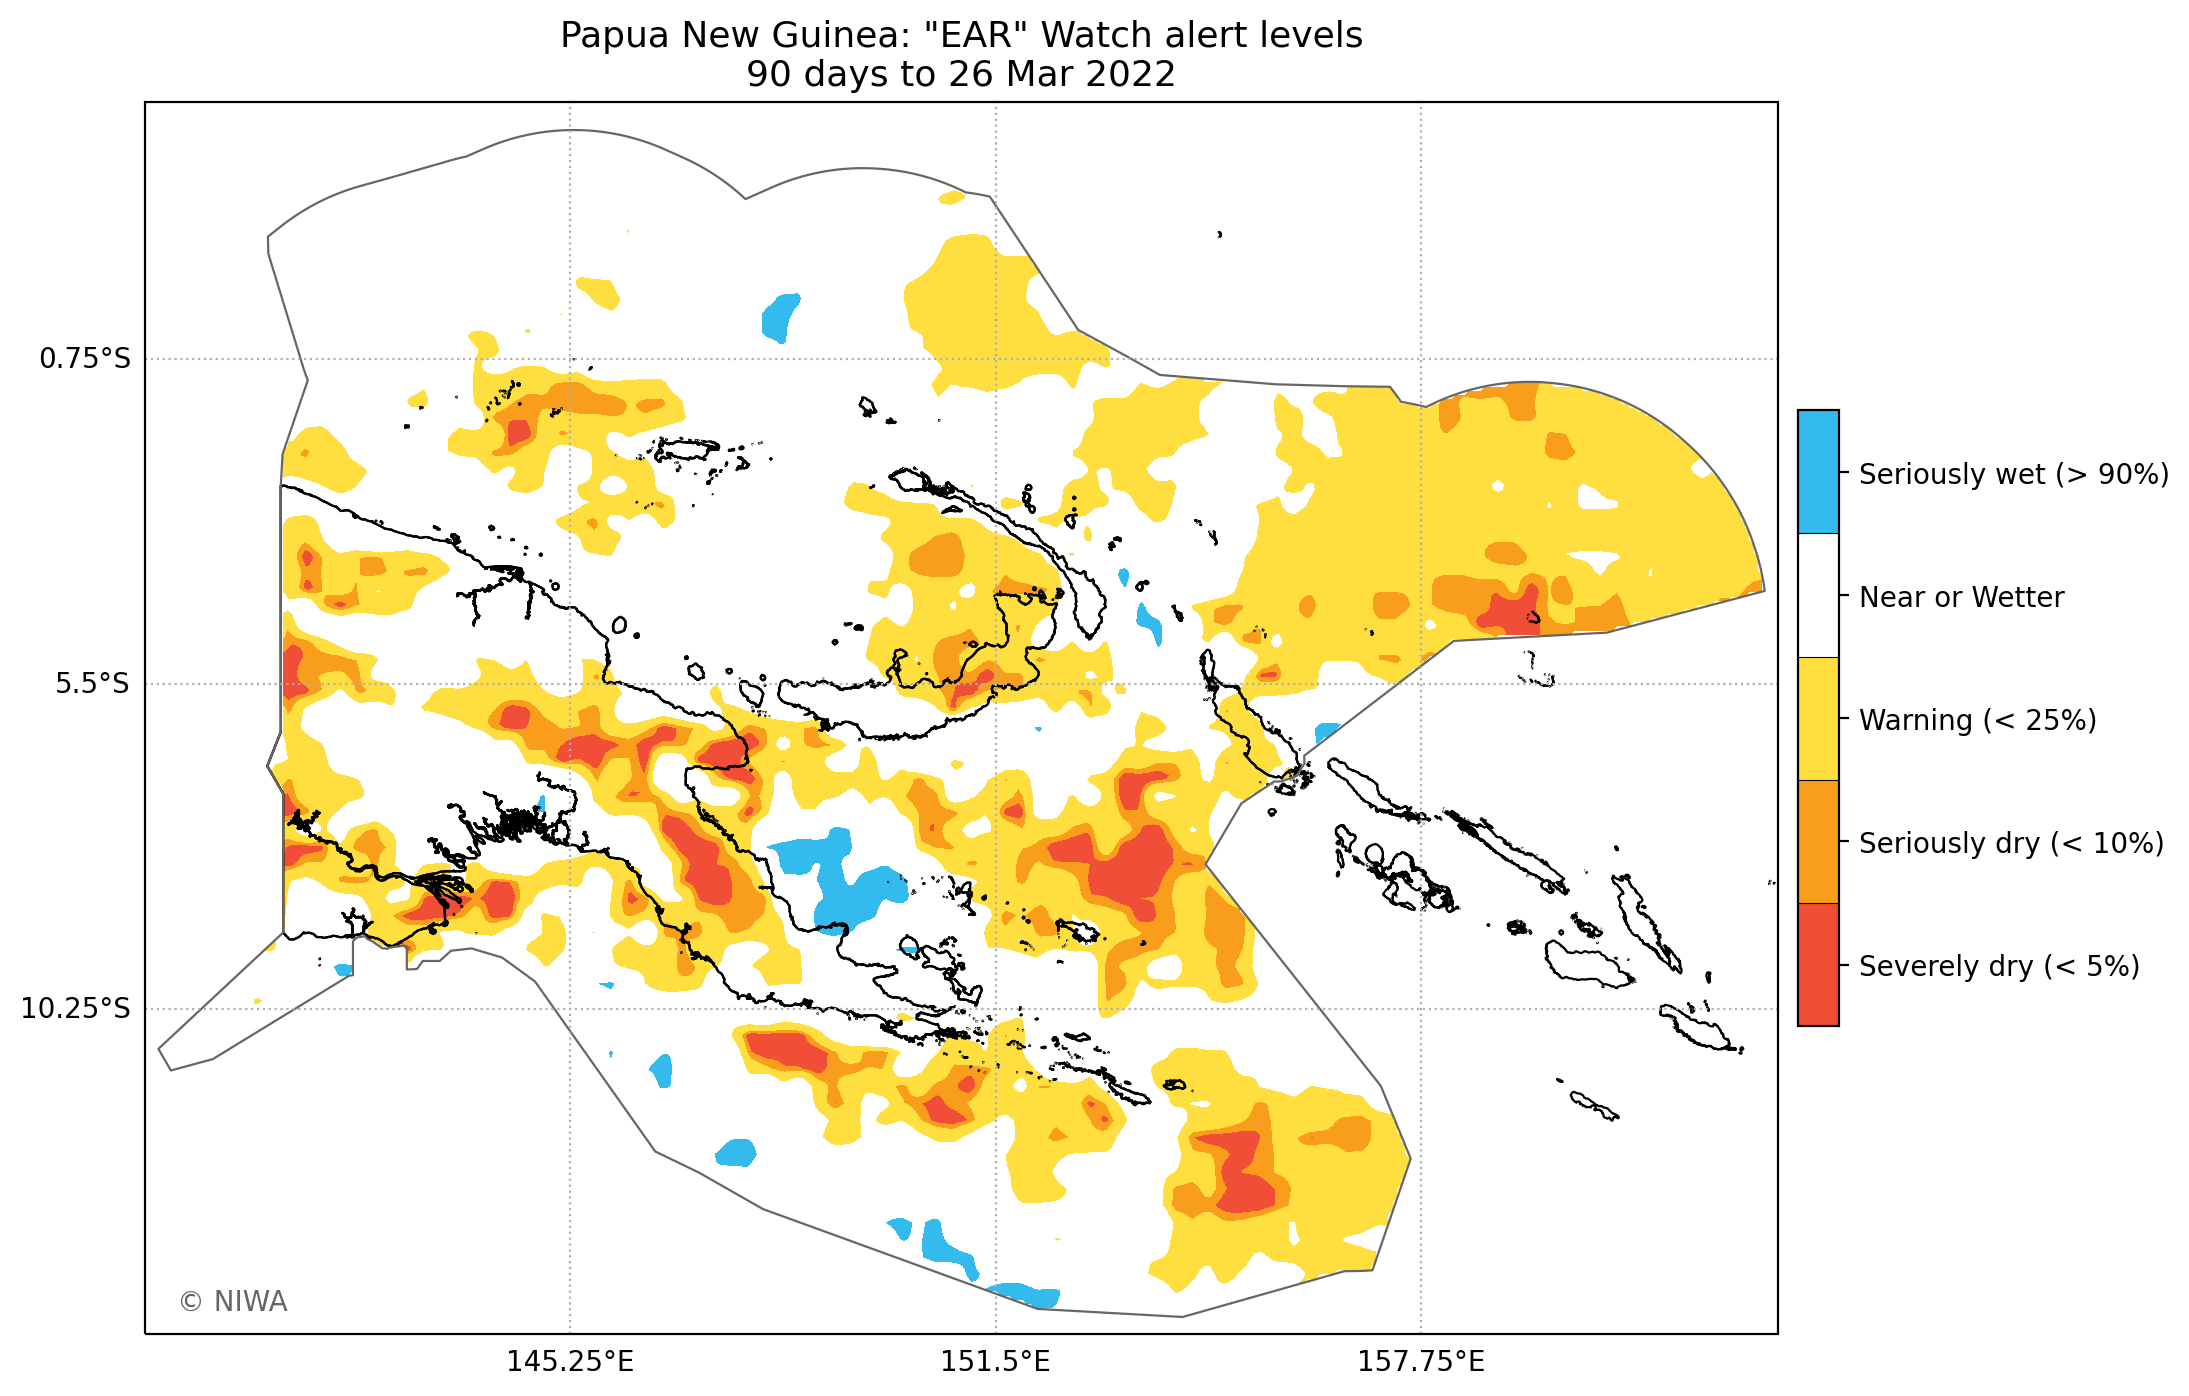 Papua New Guinea: "EAR" Watch alert levels
90 days to 26 Mar 2022
0.75°S
5.5°S
10.25°S
145.25°E
151.5°E
157.75°E
Seriously wet (> 90%)
Near or Wetter
Warning (< 25%)
Seriously dry (< 10%)
Severely dry (< 5%)
© NIWA